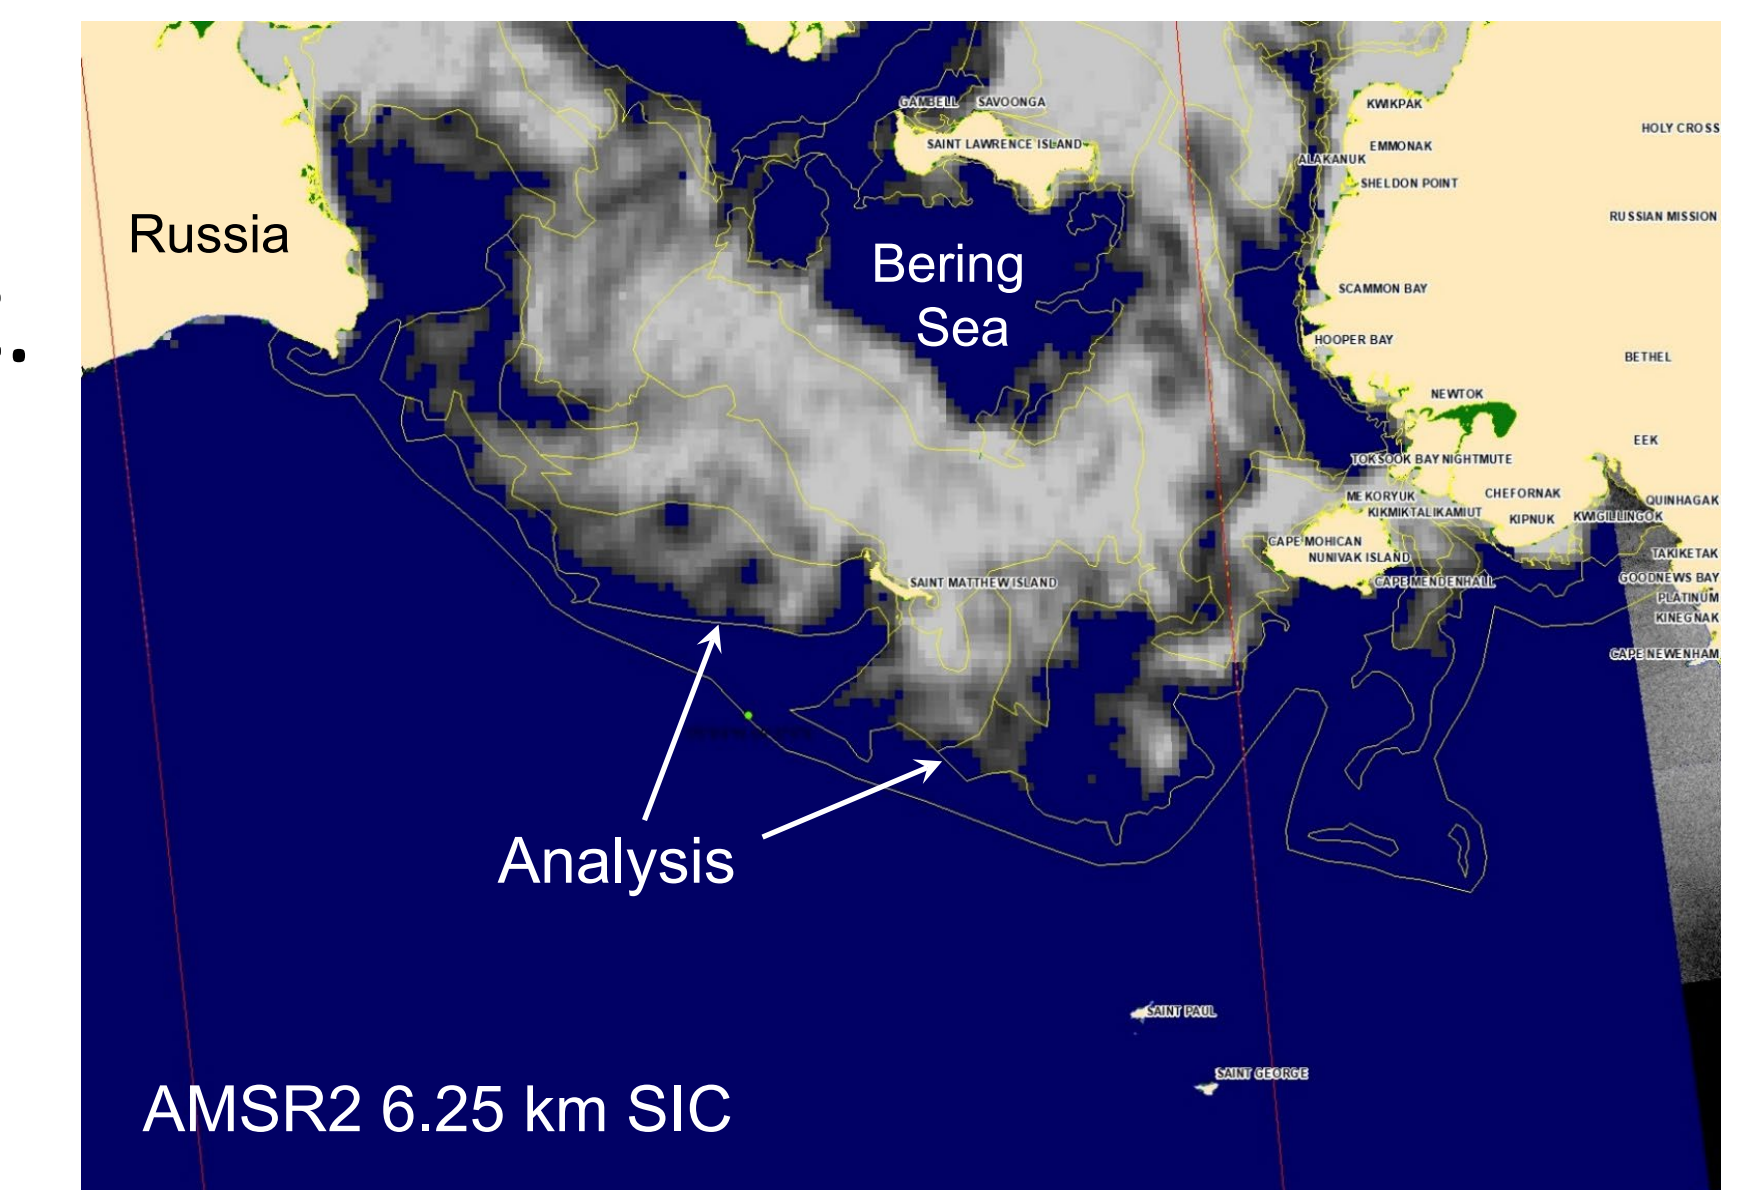 GAMBELL SAVOONGA
KWIKPAK
HOLY CROSS
SAINT LAWRENCE ISLAND
EMMONAK
ALAKANUK
SHELDON POINT
RUSSIAN MISSION
Russia
Bering
Sea
SCAMMON BAY
HOOPER BAY
BETHEL
NEWTOK
EEK
TOKSOOK BAY NIGHTMUTE
MEKORYUK
CHEFORNAK
QUINHAGAK
KIKMIKTALIKAMIUT
KIPNUK
KWIGILLINGOK
CAPE MOHICAN
NUNIVAK ISLAND
TAKIKETAK
SAINT MATTHEW ISLAND
CAPE MENDENHALL
GOODNEWS BAY
PLATINUM
KINEGNAK
CAPE NEWENHAM
Analysis
SAINT PAUL
SAINT GEORGE
AMSR2 6.25 km SIC